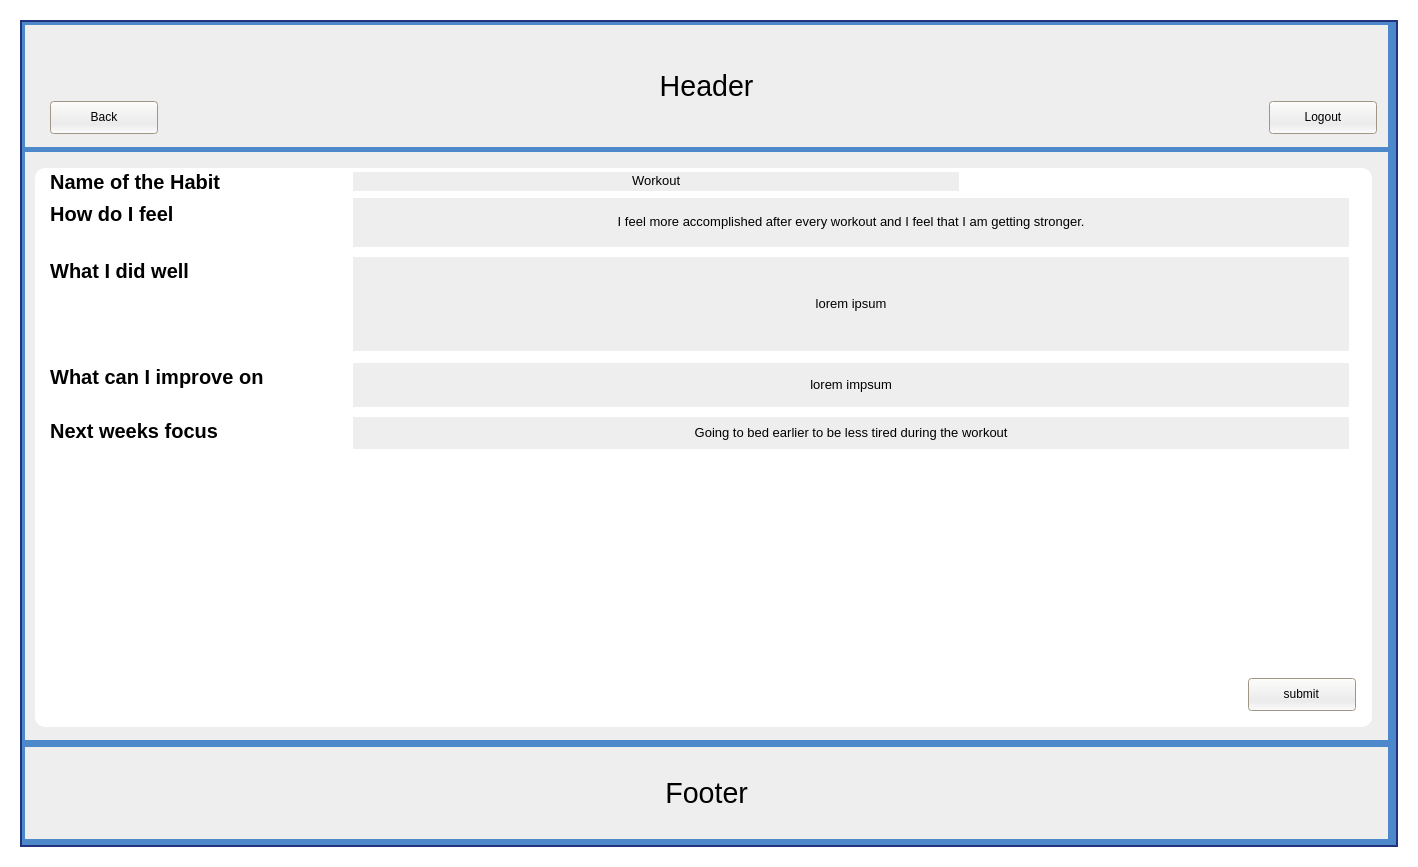 Header
Back
Logout
Name of the Habit
Workout
How do I feel
I feel more accomplished after every workout and I feel that I am getting stronger.
What I did well
lorem ipsum
What can I improve on
lorem impsum
Next weeks focus
Going to bed earlier to be less tired during the workout
submit
Footer